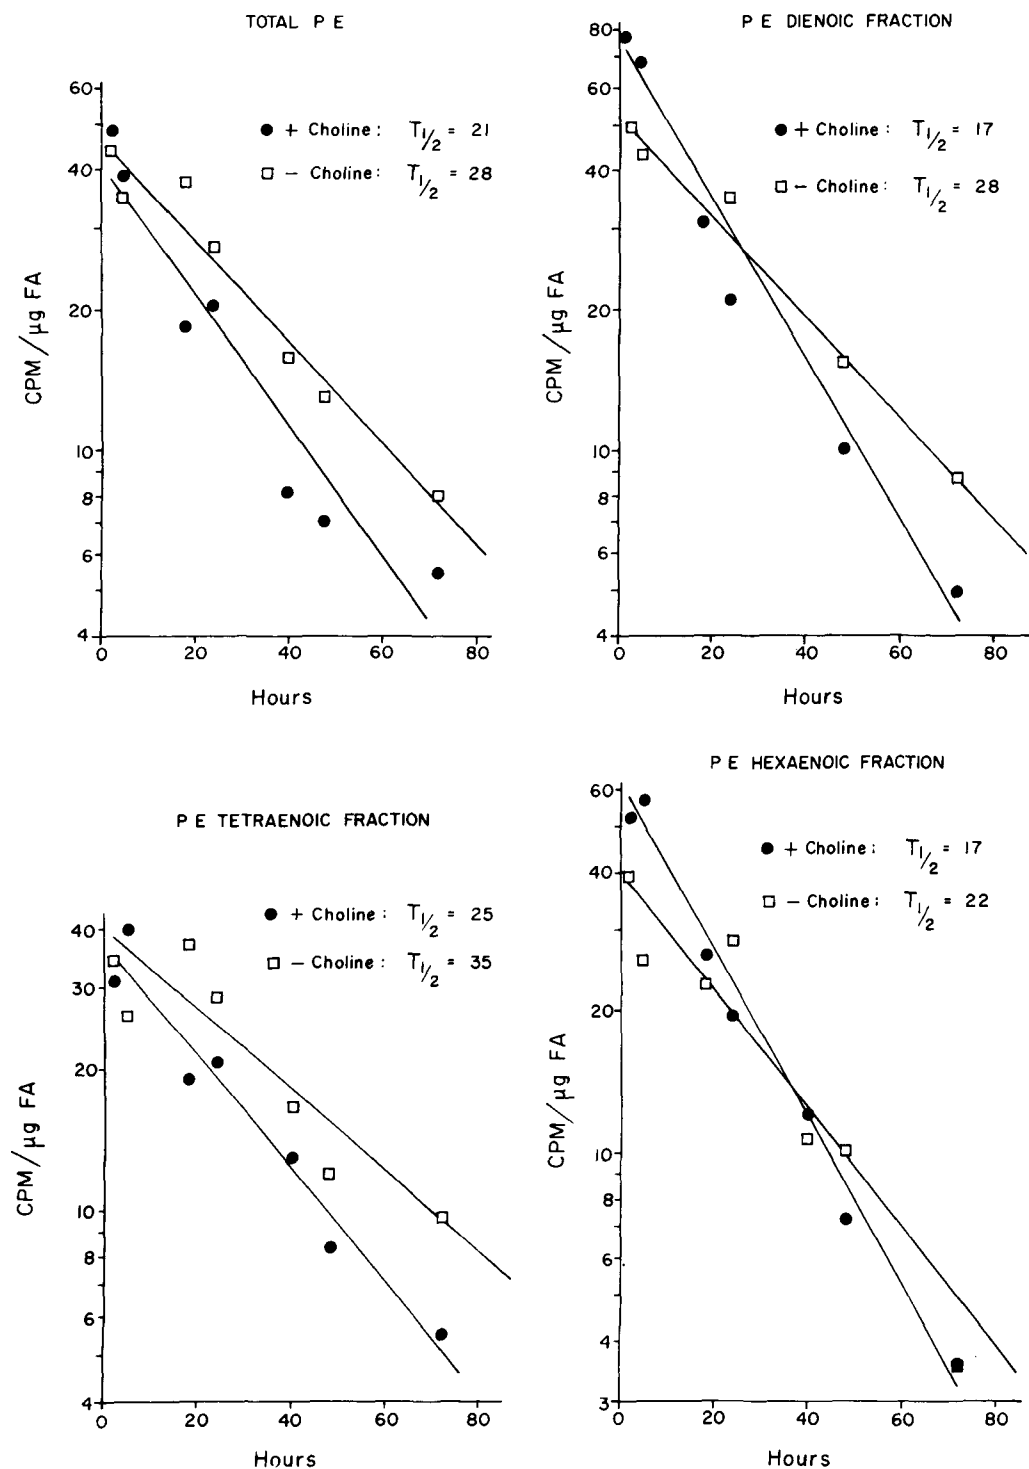 TOTAL P E
60
40
20
10
8
6
4
0 20 40 60 80
CPM/μg FA
Hours
● + Choline: T1/2 = 21
□ - Choline: T1/2 = 28
P E DIENOIC FRACTION
80
60
40
20
10
8
6
4
0 20 40 60 80
CPM/μg FA
Hours
● + Choline: T1/2 = 17
□ - Choline: T1/2 = 28
P E TETRAENOIC FRACTION
40
30
20
10
8
6
4
0 20 40 60 80
CPM/μg FA
Hours
● + Choline: T1/2 = 25
□ - Choline: T1/2 = 35
P E HEXAENOIC FRACTION
60
40
20
10
8
6
4
3
0 20 40 60 80
CPM/μg FA
Hours
● + Choline: T1/2 = 17
□ - Choline: T1/2 = 22